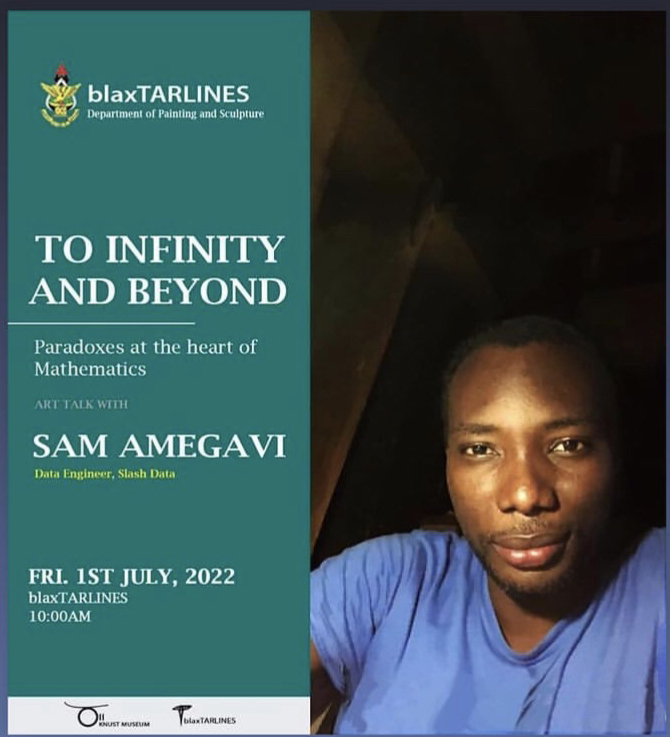 blaxTARLINES
Department of Painting and Sculpture
TO INFINITY
AND BEYOND
Paradoxes at the heart of
Mathematics
ART TALK WITH
SAM AMEGAVI
Data Engineer, Slash Data
FRI. 1ST JULY, 2022
blaxTARLINES
10:00AM
KNUST MUSEUM
blaxTARLINES